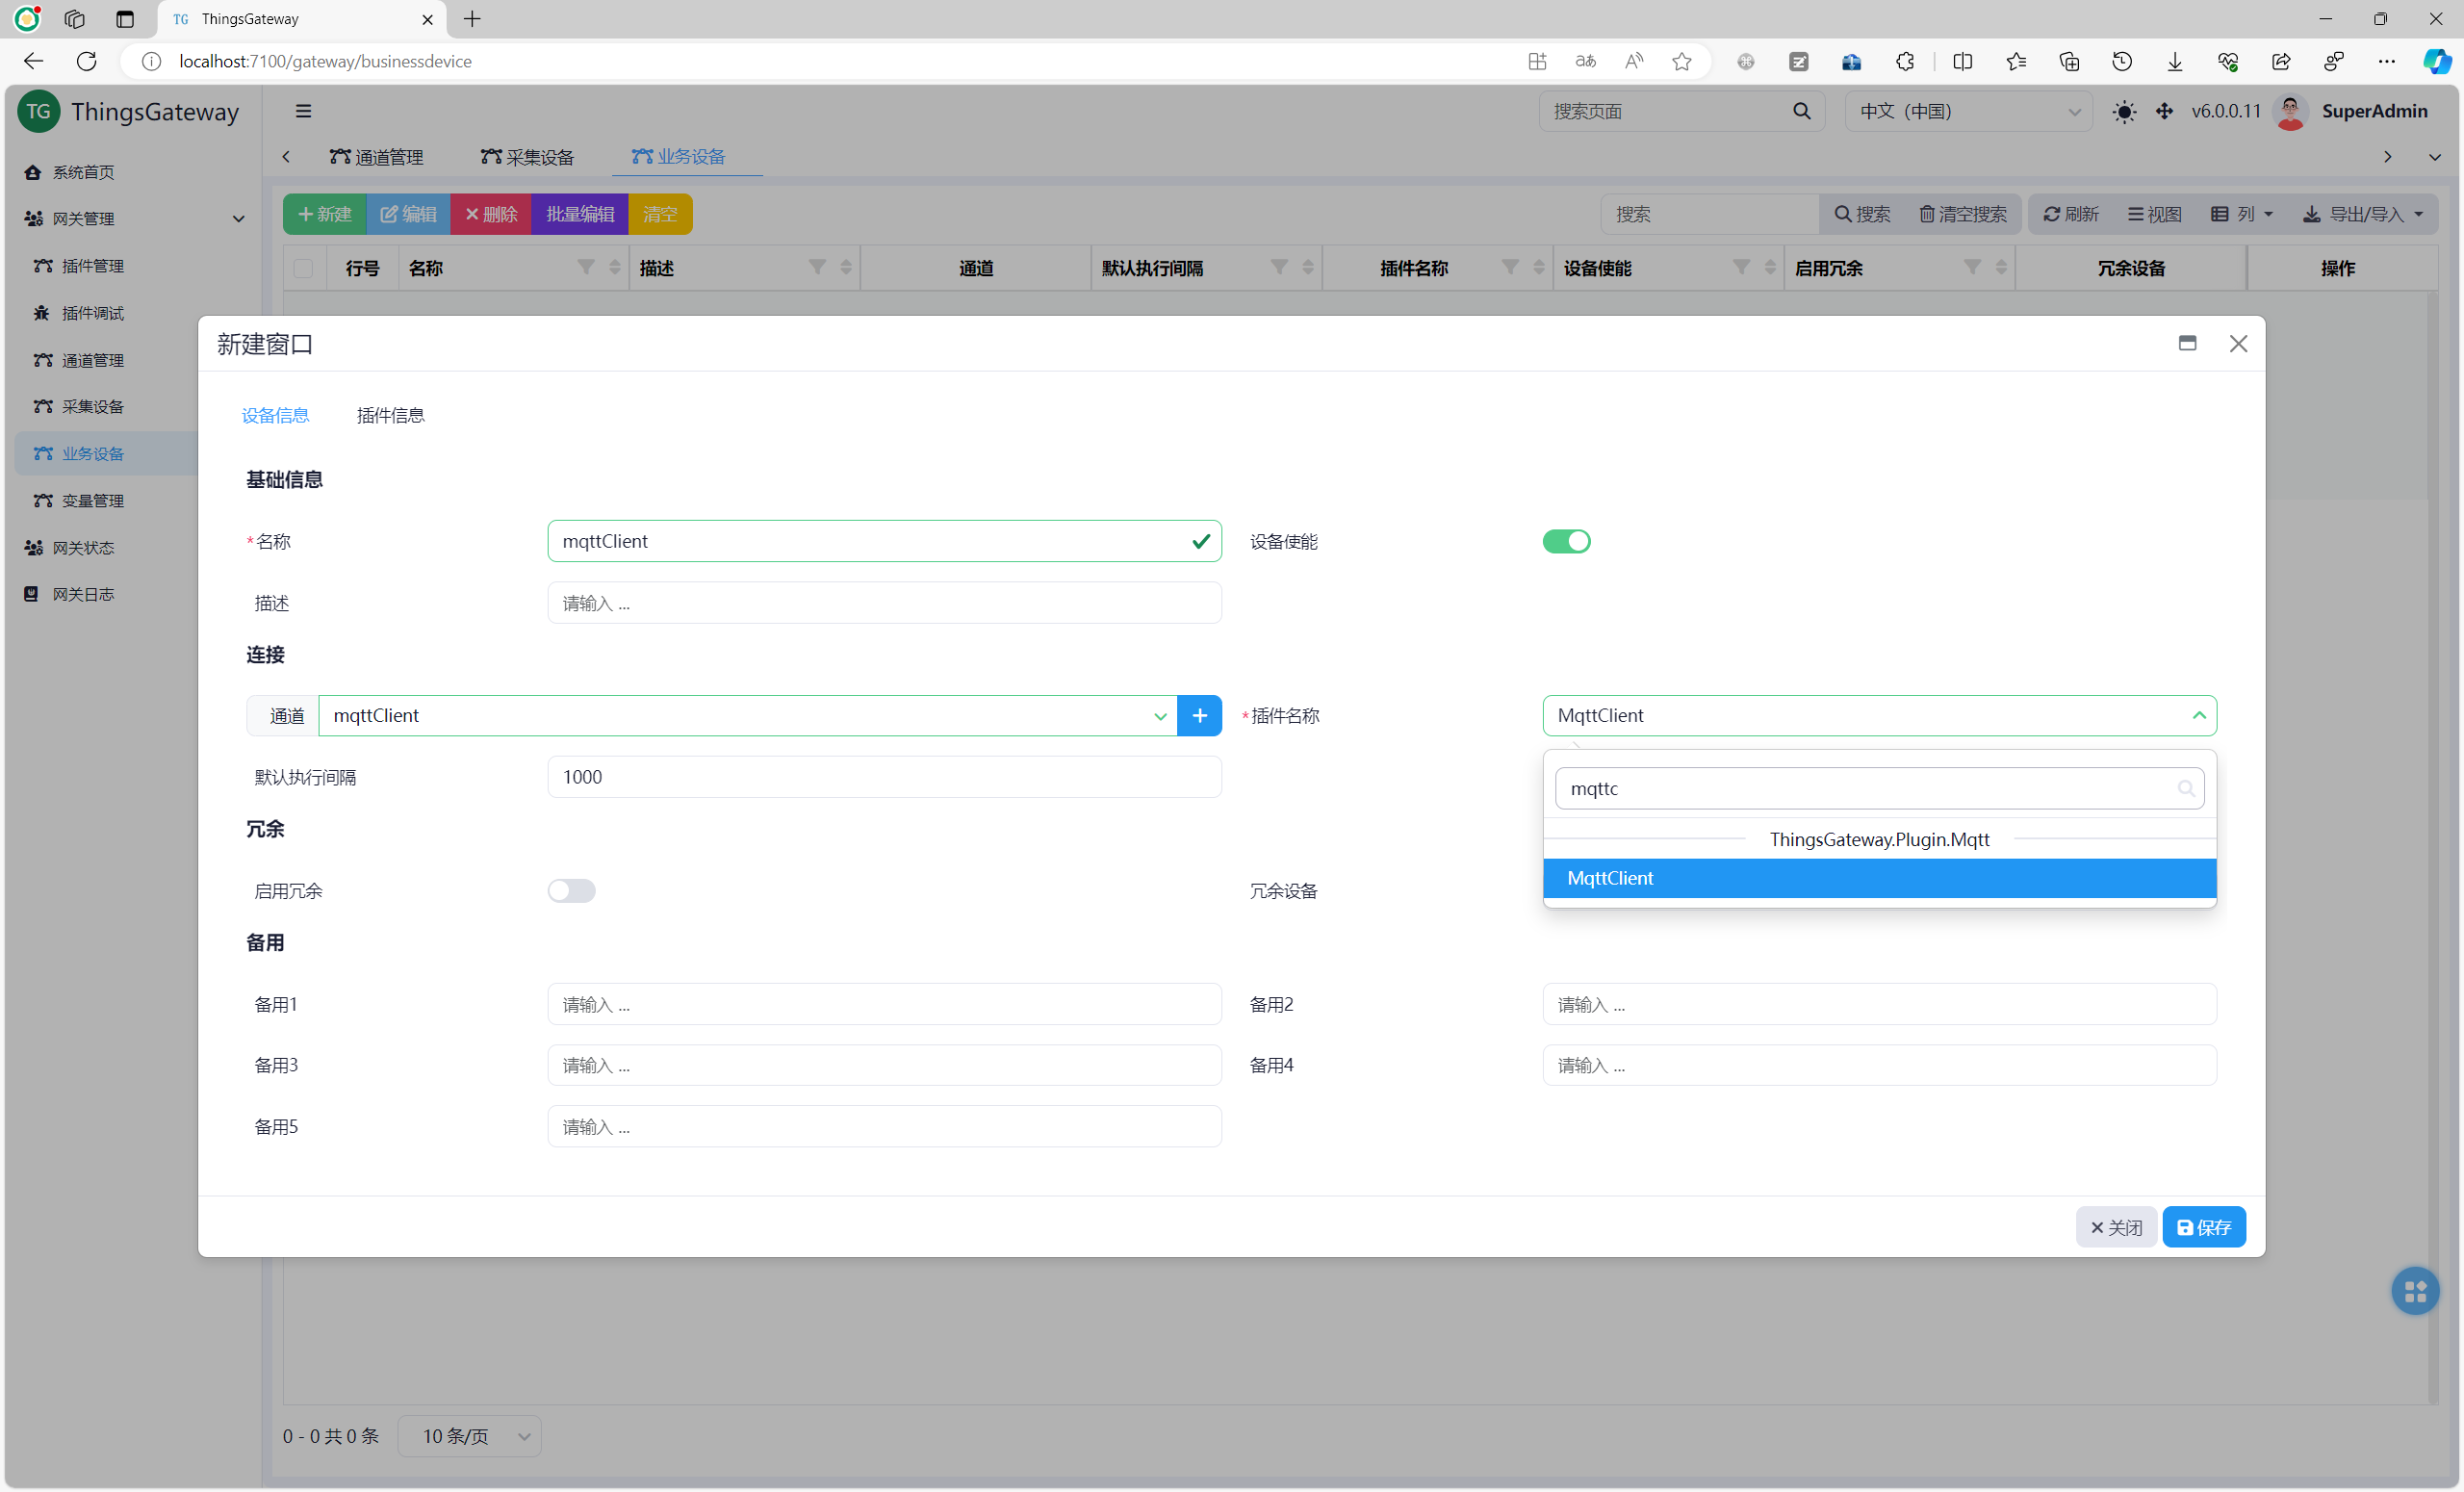 TG ThingsGateway
localhost:7100/gateway/businessdevice
TG ThingsGateway
搜索页面
中文（中国）
v6.0.0.11
SuperAdmin
通道管理
采集设备
业务设备
系统首页
网关管理
插件管理
插件调试
通道管理
采集设备
业务设备
变量管理
网关状态
网关日志
新建
编辑
删除
批量编辑
清空
搜索
搜索
清空搜索
刷新
视图
列
导出/导入
行号
名称
描述
通道
默认执行间隔
插件名称
设备使能
启用冗余
冗余设备
操作
新建窗口
设备信息
插件信息
基础信息
*名称
mqttClient
设备使能
描述
请输入 ...
连接
通道
mqttClient
*插件名称
MqttClient
默认执行间隔
1000
mqttc
ThingsGateway.Plugin.Mqtt
MqttClient
冗余
启用冗余
冗余设备
备用
备用1
请输入 ...
备用2
请输入 ...
备用3
请输入 ...
备用4
请输入 ...
备用5
请输入 ...
关闭
保存
0 - 0 共 0 条
10 条/页